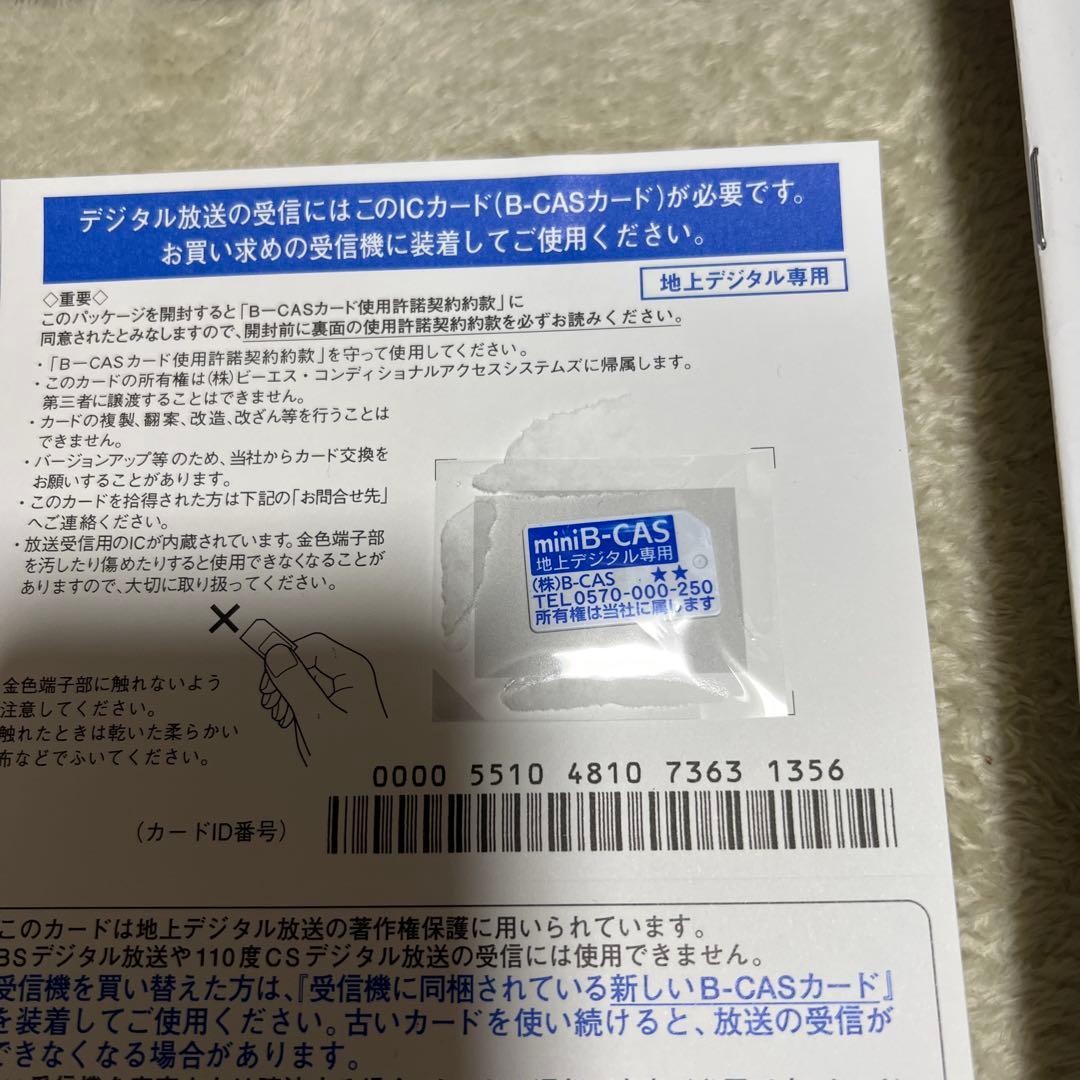 デジタル放送の受信にはこのICカード(B-CASカード)が必要です。
お買い求めの受信機に装着してご使用ください。
地上デジタル専用
◇重要◇
このパッケージを開封すると「B－CASカード使用許諾契約約款」に
同意されたとみなしますので、開封前に裏面の使用許諾契約約款を必ずお読みください。
・「B－CASカード使用許諾契約約款」を守って使用してください。
・このカードの所有権は(株)ビーエス・コンディショナルアクセスシステムズに帰属します。
第三者に譲渡することはできません。
・カードの複製、翻案、改造、改ざん等を行うことは
できません。
・バージョンアップ等のため、当社からカード交換を
お願いすることがあります。
・このカードを拾得された方は下記の「お問合せ先」
へご連絡ください。
・放送受信用のICが内蔵されています。金色端子部
を汚したり傷めたりすると使用できなくなることが
ありますので、大切に取り扱ってください。
miniB-CAS
地上デジタル専用
(株)B-CAS ★★
TEL.0570-000-250
所有権は当社に属します
金色端子部に触れないよう
注意してください。
触れたときは乾いた柔らかい
布などでふいてください。
0000 5510 4810 7363 1356
(カードID番号)
このカードは地上デジタル放送の著作権保護に用いられています。
BSデジタル放送や110度CSデジタル放送の受信には使用できません。
受信機を買い替えた方は、『受信機に同梱されている新しいB-CASカード』
を装着してご使用ください。古いカードを使い続けると、放送の受信が
できなくなる場合があります。